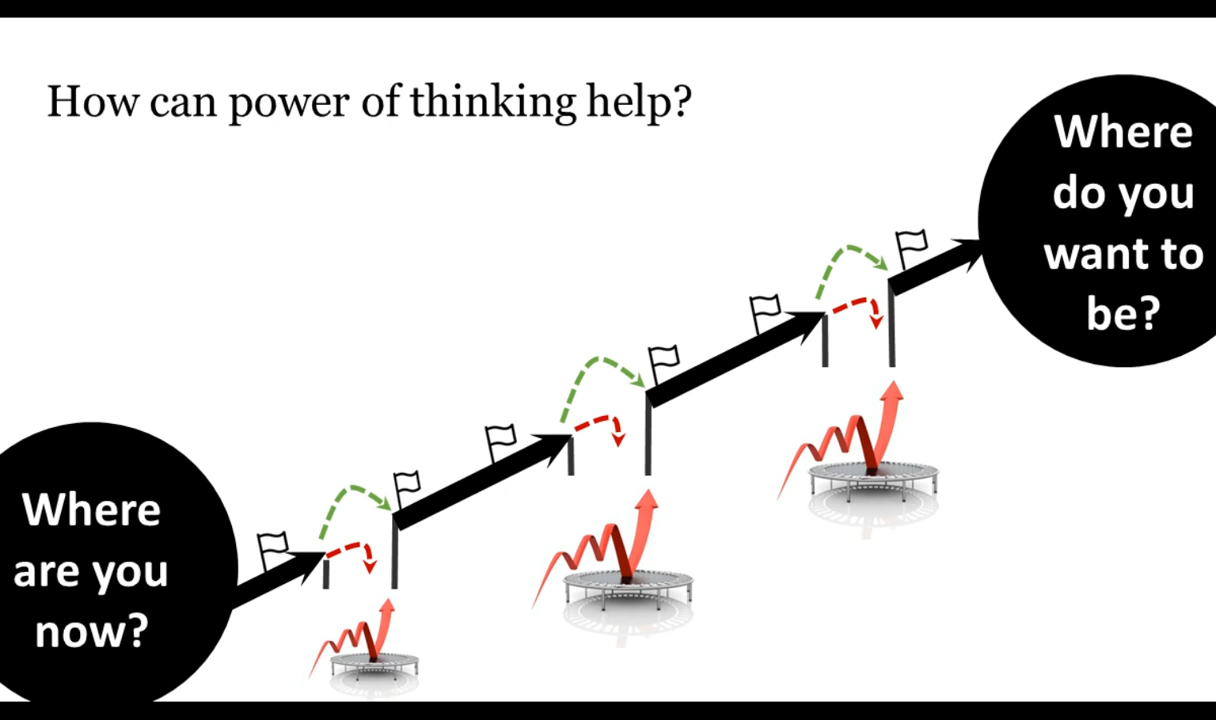 How can power of thinking help?
Where
do you
want to
be?
Where
are you
now?